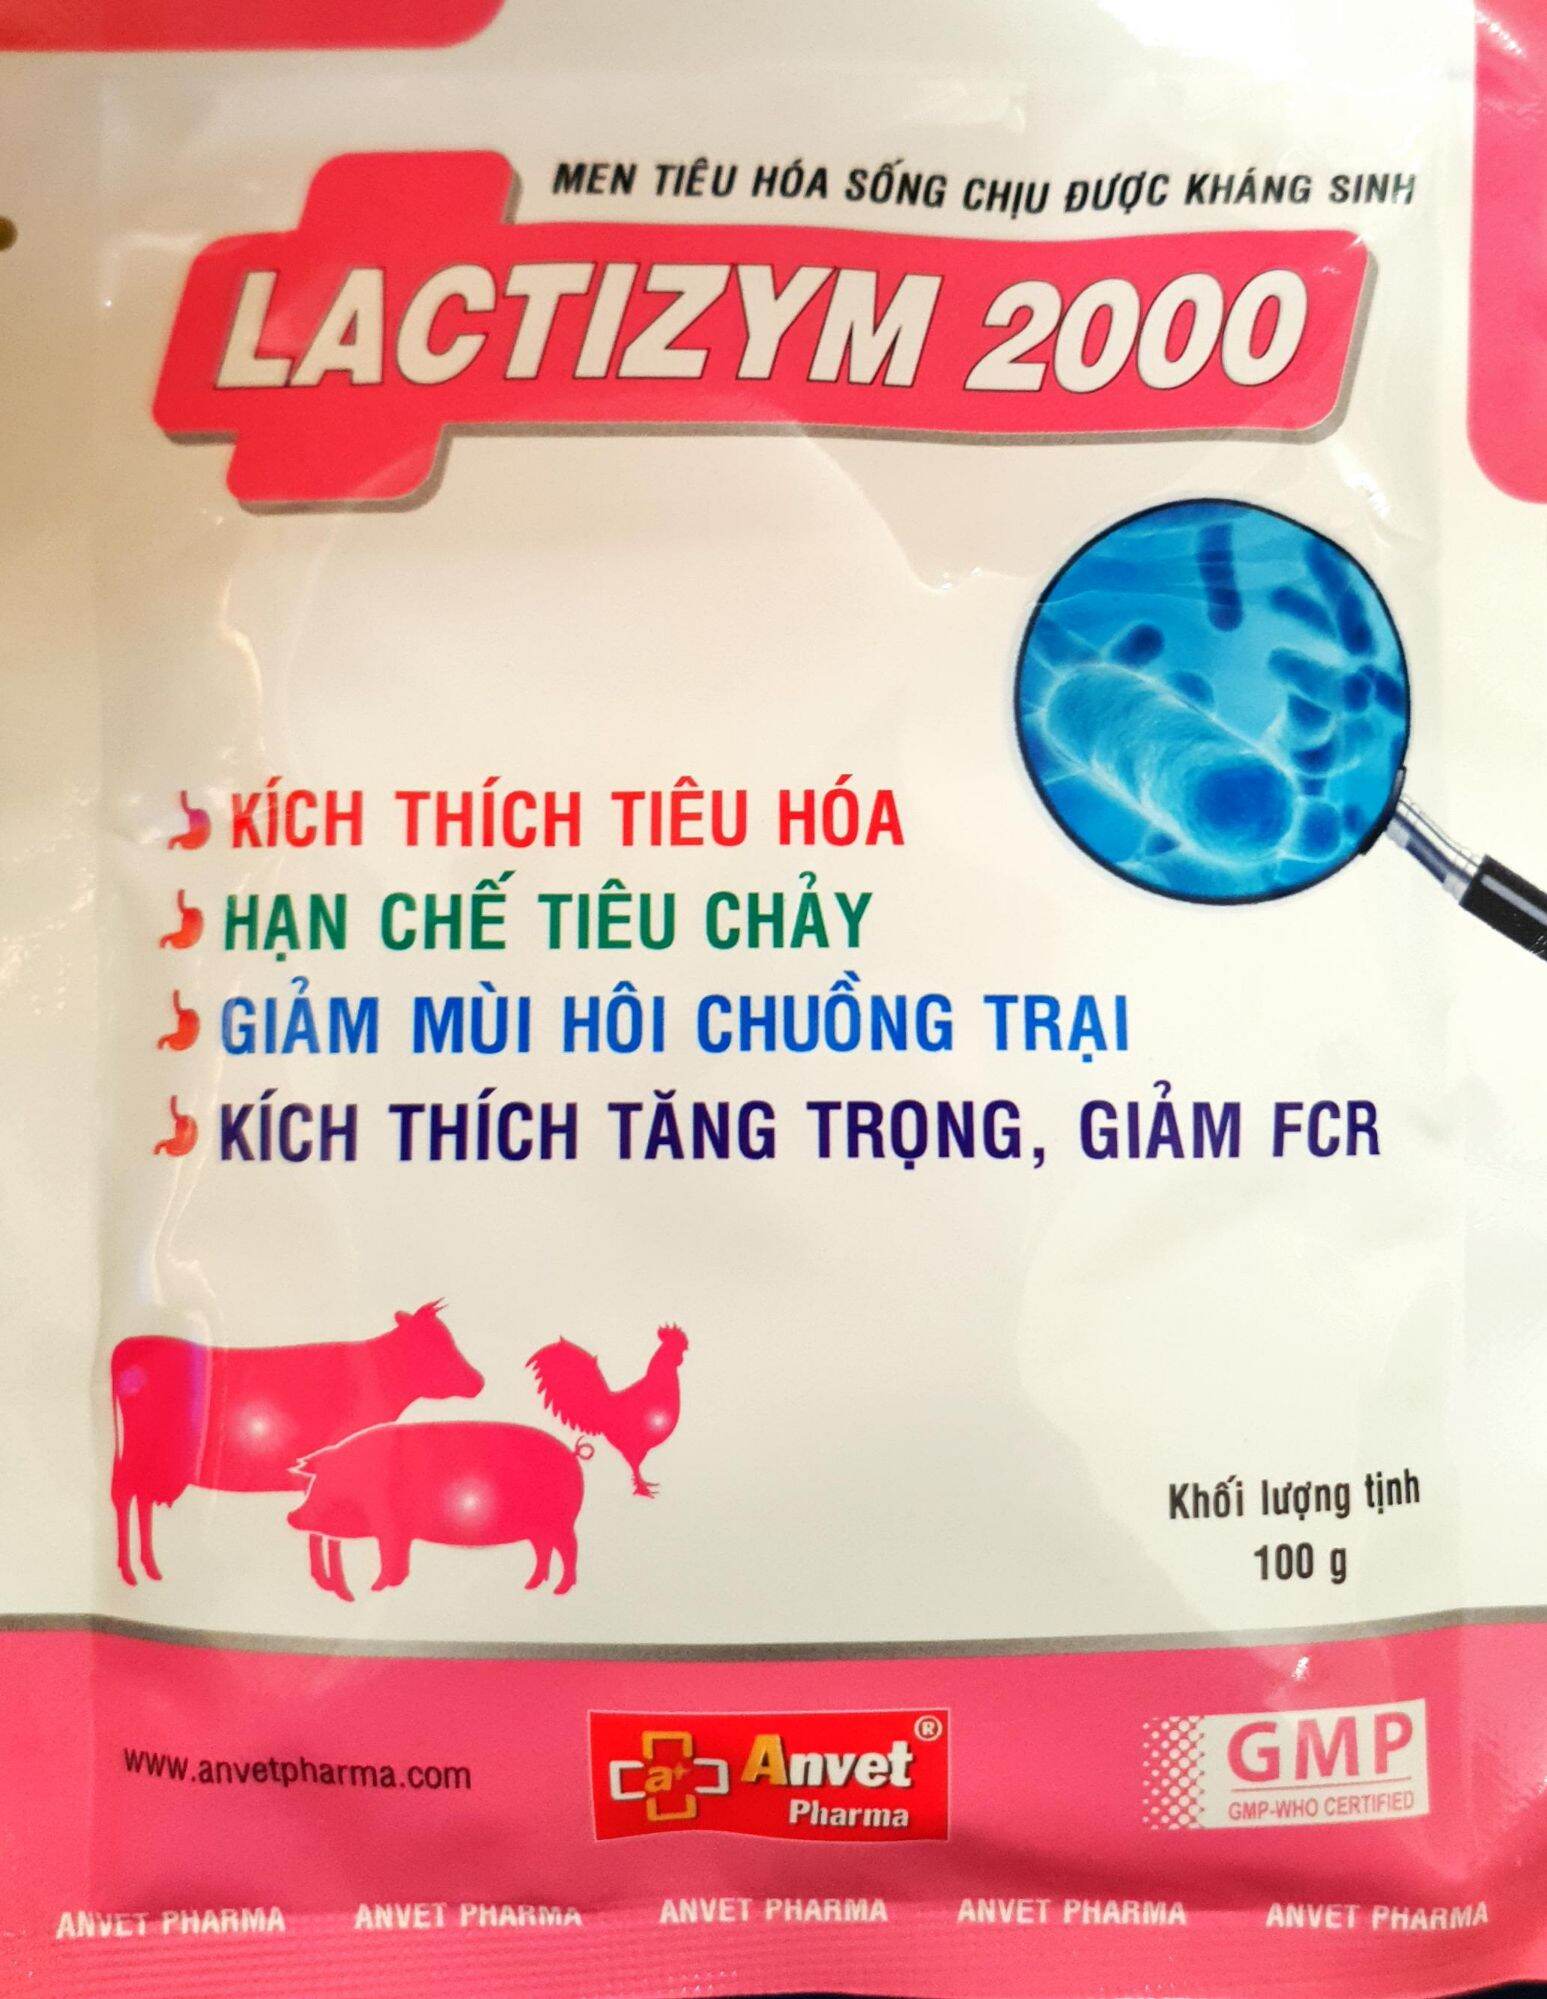 MEN TIÊU HÓA SỐNG CHỊU ĐƯỢC KHÁNG SINH
LACTIZYM 2000
KÍCH THÍCH TIÊU HÓA
HẠN CHẾ TIÊU CHẢY
GIẢM MÙI HÔI CHUỒNG TRẠI
KÍCH THÍCH TĂNG TRỌNG, GIẢM FCR
Khối lượng tịnh
100 g
www.anvetpharma.com
a+ Anvet®
Pharma
GMP
GMP-WHO CERTIFIED
ANVET PHARMA ANVET PHARMA ANVET PHARMA ANVET PHARMA ANVET PHARMA